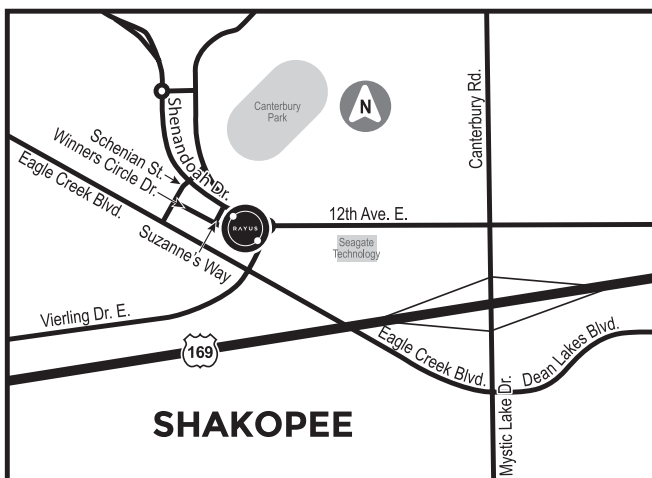 Canterbury
Park
N
Canterbury Rd.
Shenandoah Dr.
Schenian St.
Winners Circle Dr.
Eagle Creek Blvd.
Suzanne's Way
RAYUS
12th Ave. E.
Seagate
Technology
Vierling Dr. E.
169
Eagle Creek Blvd.
Dean Lakes Blvd.
Mystic Lake Dr.
SHAKOPEE